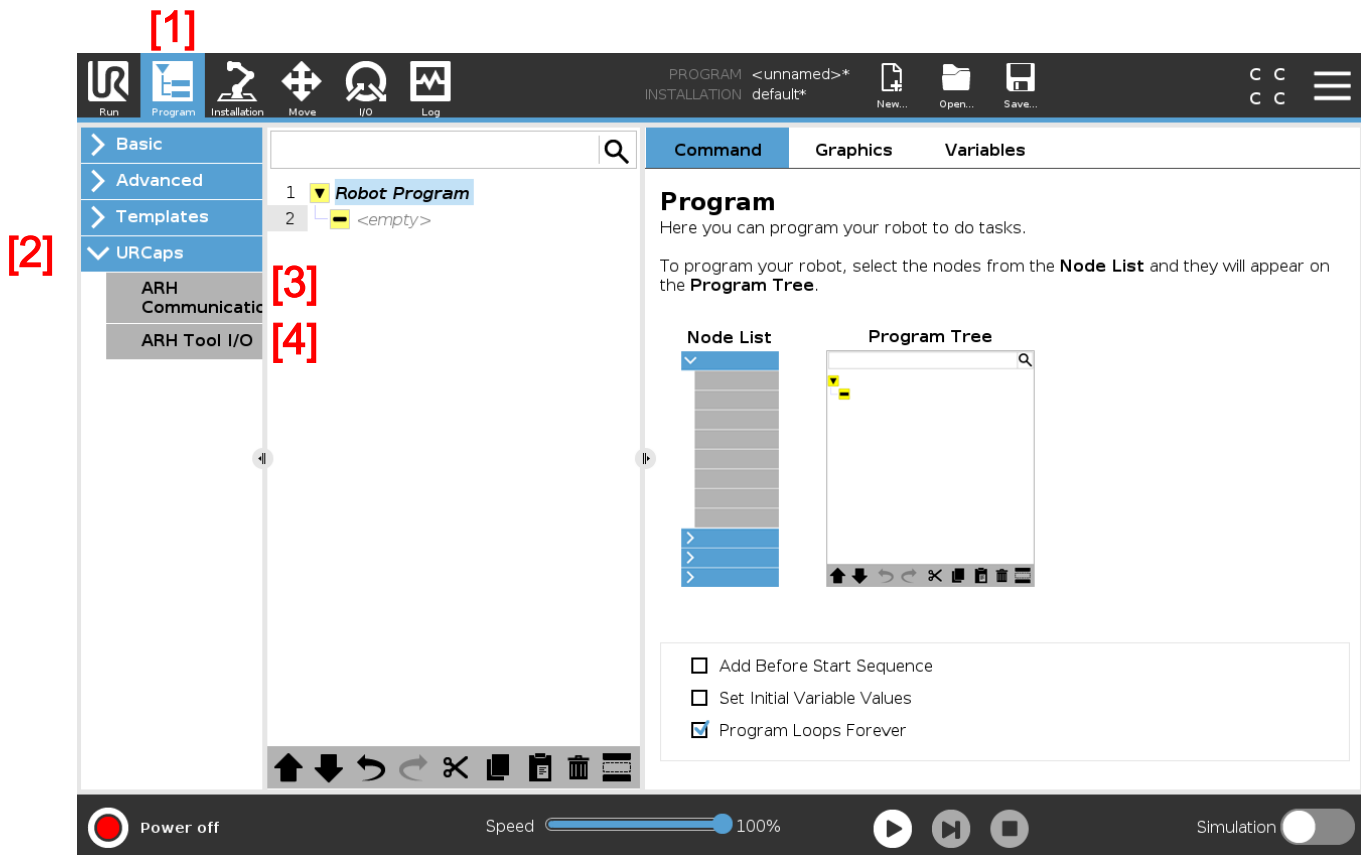 [1]
PROGRAM <unnamed>*
INSTALLATION default*
Run Program Installation Move I/O Log New... Open... Save...
C C
C C
Basic
Advanced
Templates
[2]
URCaps
ARH
Communicatio
[3]
ARH Tool I/O
[4]
1 Robot Program
2 <empty>
Command Graphics Variables
Program
Here you can program your robot to do tasks.
To program your robot, select the nodes from the Node List and they will appear on
the Program Tree.
Node List Program Tree
Add Before Start Sequence
Set Initial Variable Values
Program Loops Forever
Power off Speed 100% Simulation